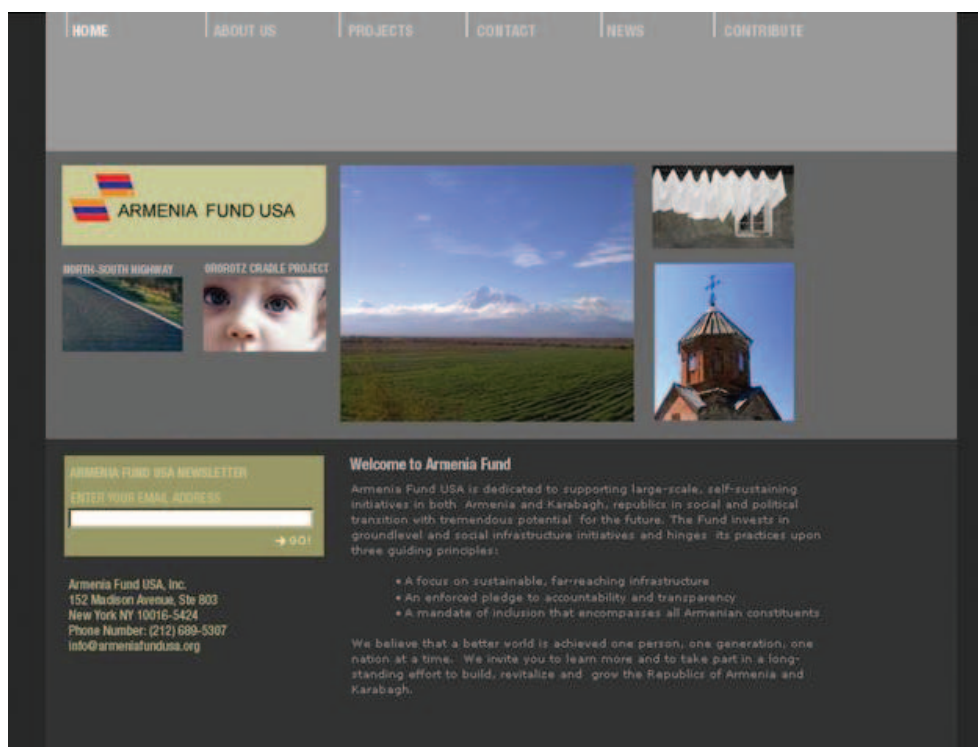 HOME ABOUT US PROJECTS CONTACT NEWS CONTRIBUTE
ARMENIA FUND USA
NORTH-SOUTH HIGHWAY
OROROTZ CRADLE PROJECT
ARMENIA FUND USA NEWSLETTER
ENTER YOUR EMAIL ADDRESS
GO!
Armenia Fund USA, Inc.
152 Madison Avenue, Ste 803
New York NY 10016-5424
Phone Number: (212) 689-5307
info@armeniafundusa.org
Welcome to Armenia Fund
Armenia Fund USA is dedicated to supporting large-scale, self-sustaining
initiatives in both Armenia and Karabagh, republics in social and political
transition with tremendous potential for the future. The Fund invests in
groundlevel and social infrastructure initiatives and hinges its practices upon
three guiding principles:
• A focus on sustainable, far-reaching infrastructure
• An enforced pledge to accountability and transparency
• A mandate of inclusion that encompasses all Armenian constituents
We believe that a better world is achieved one person, one generation, one
nation at a time. We invite you to learn more and to take part in a long-
standing effort to build, revitalize and grow the Republics of Armenia and
Karabagh.